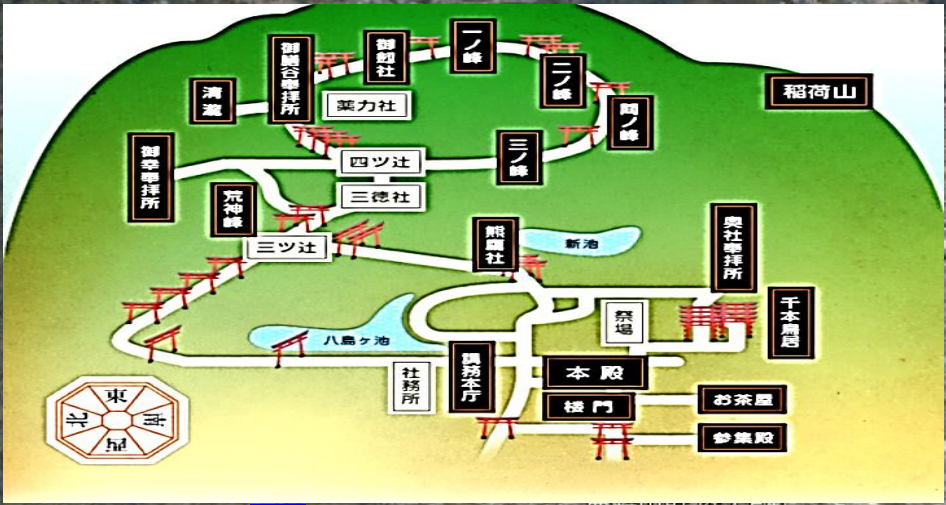 一ノ峰
御劔社
御膳谷奉拝所
二ノ峰
清瀧
薬力社
稲荷山
間ノ峰
三ノ峰
四ツ辻
御幸奉拝所
三徳社
荒神峰
三ツ辻
熊鷹社
新池
奥社奉拝所
千本鳥居
祭場
八島ヶ池
講務本庁
社務所
本殿
楼門
お茶屋
参集殿
東
北
南
西